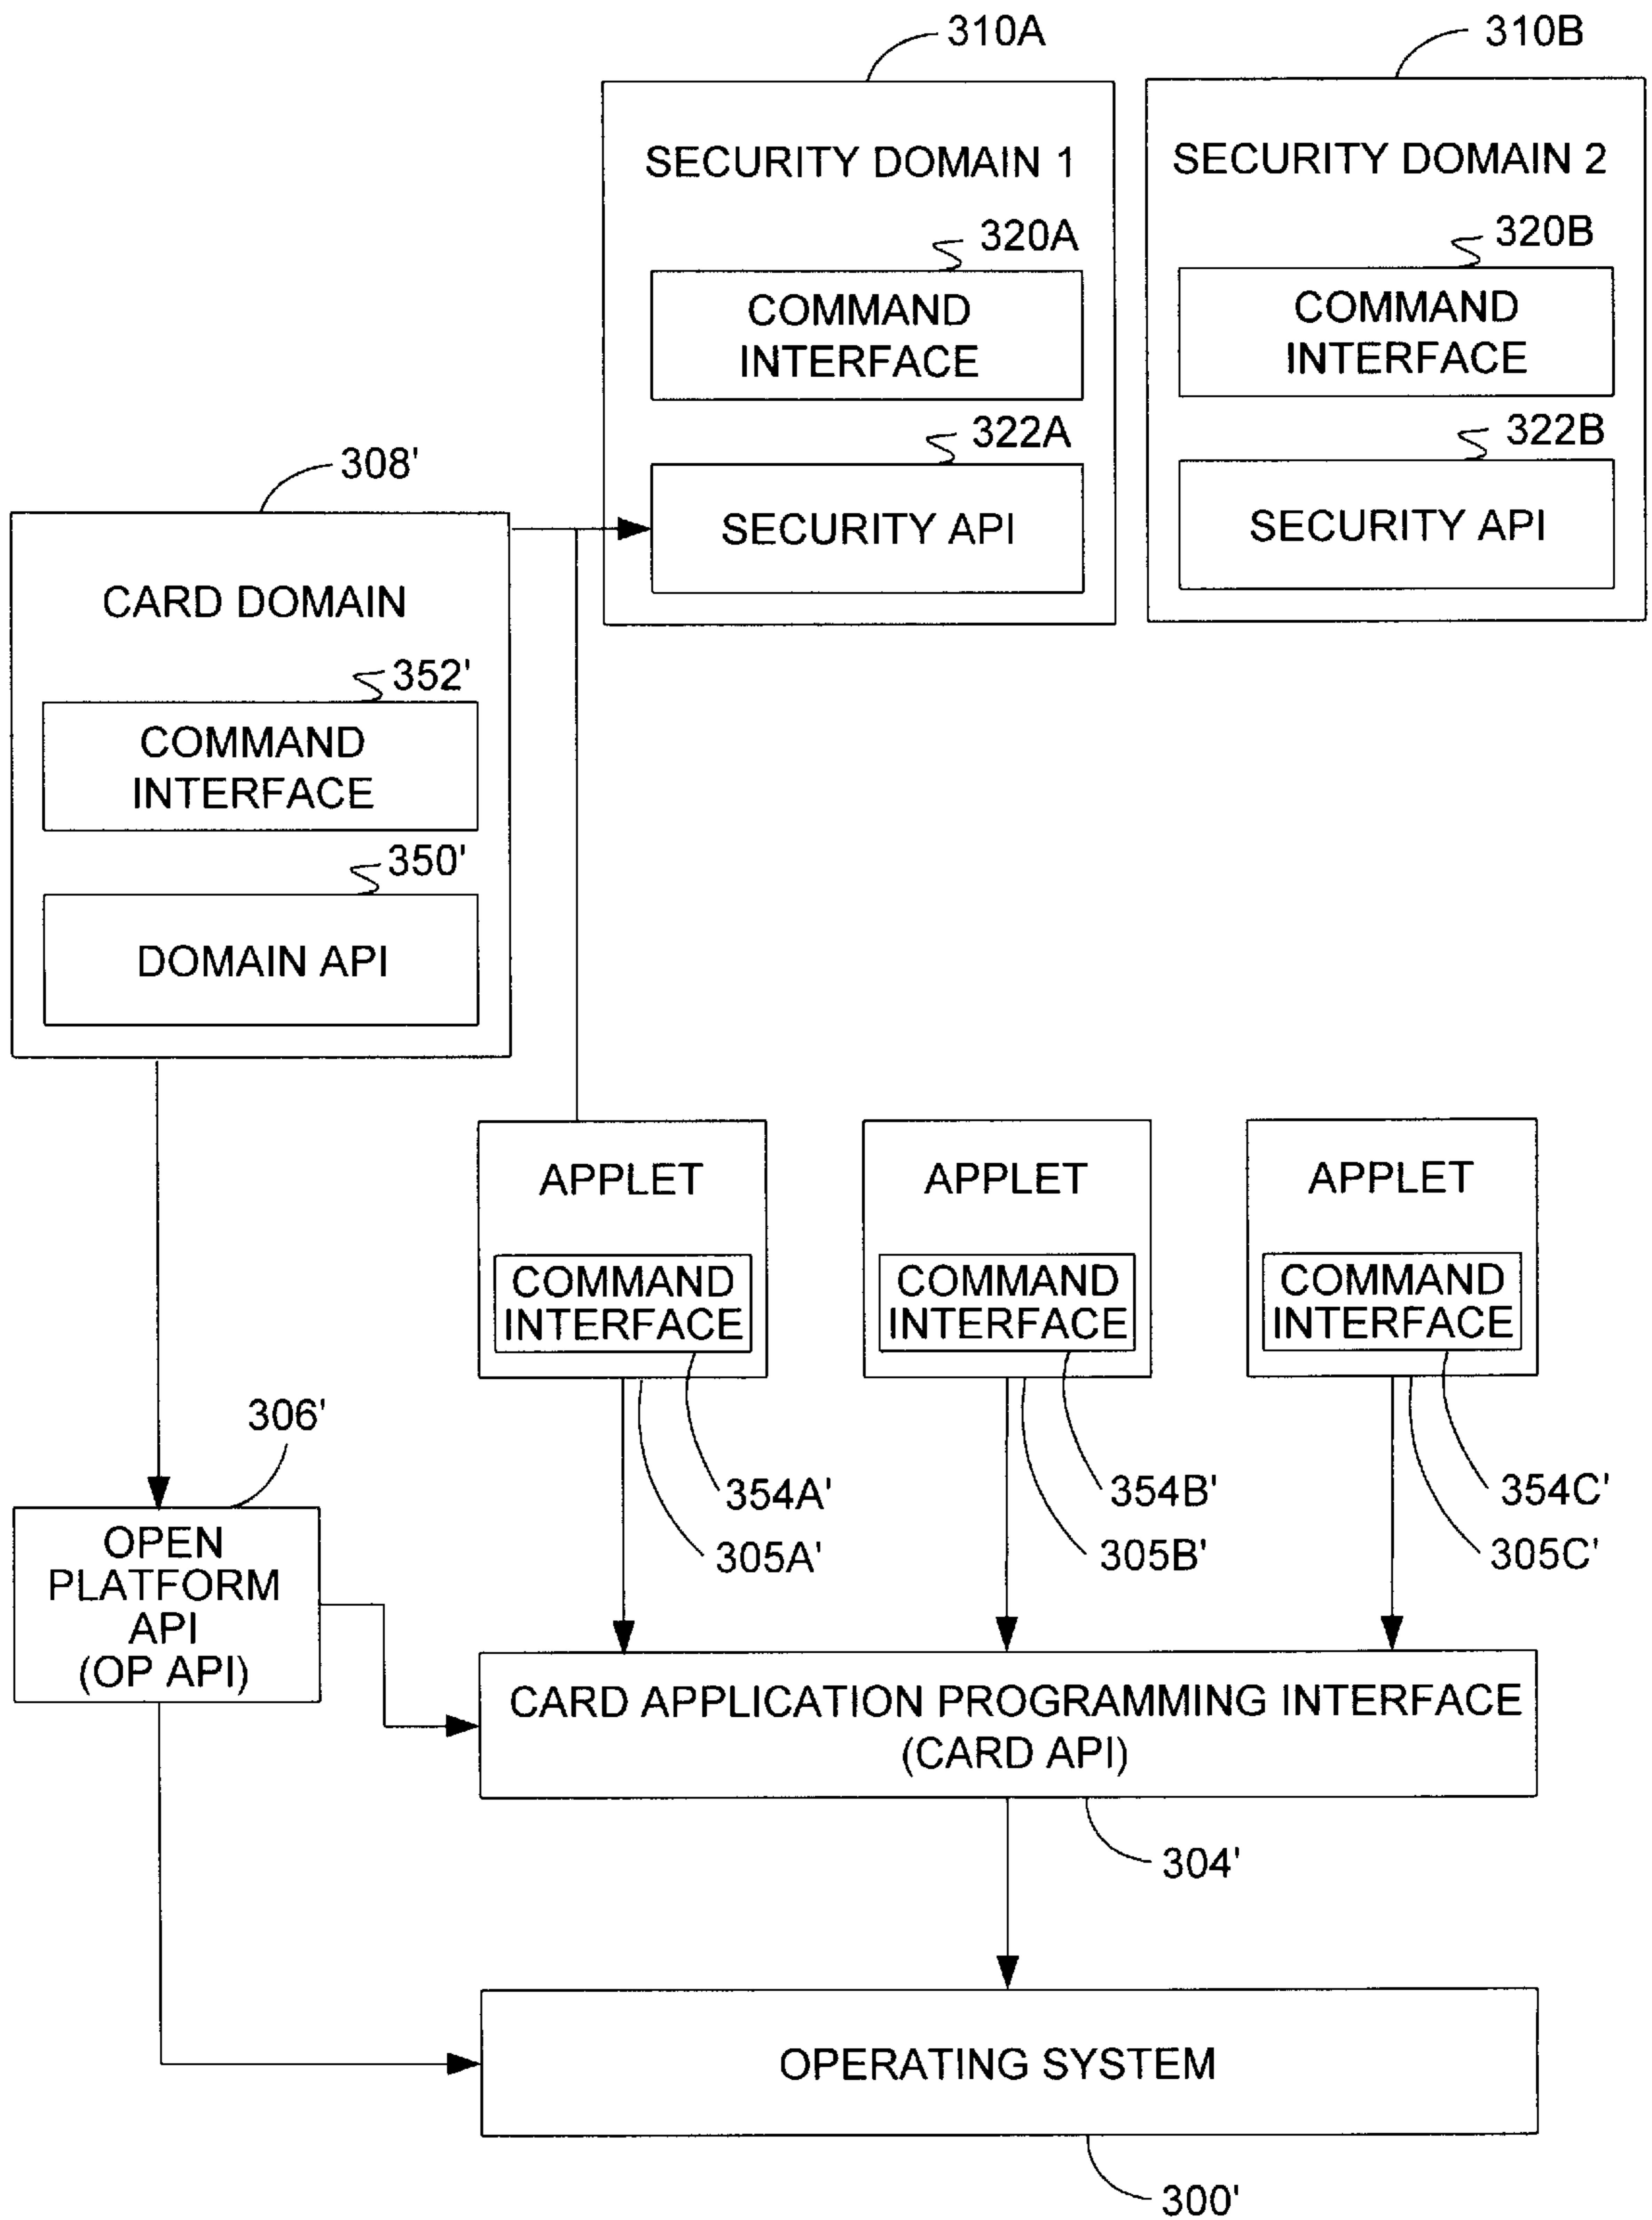 310A
310B
SECURITY DOMAIN 1
SECURITY DOMAIN 2
320A
320B
COMMAND
INTERFACE
COMMAND
INTERFACE
322A
322B
SECURITY API
SECURITY API
308'
CARD DOMAIN
352'
COMMAND
INTERFACE
350'
DOMAIN API
APPLET
APPLET
APPLET
COMMAND
INTERFACE
COMMAND
INTERFACE
COMMAND
INTERFACE
306'
354A'
354B'
354C'
305A'
305B'
305C'
OPEN
PLATFORM
API
(OP API)
CARD APPLICATION PROGRAMMING INTERFACE
(CARD API)
304'
OPERATING SYSTEM
300'